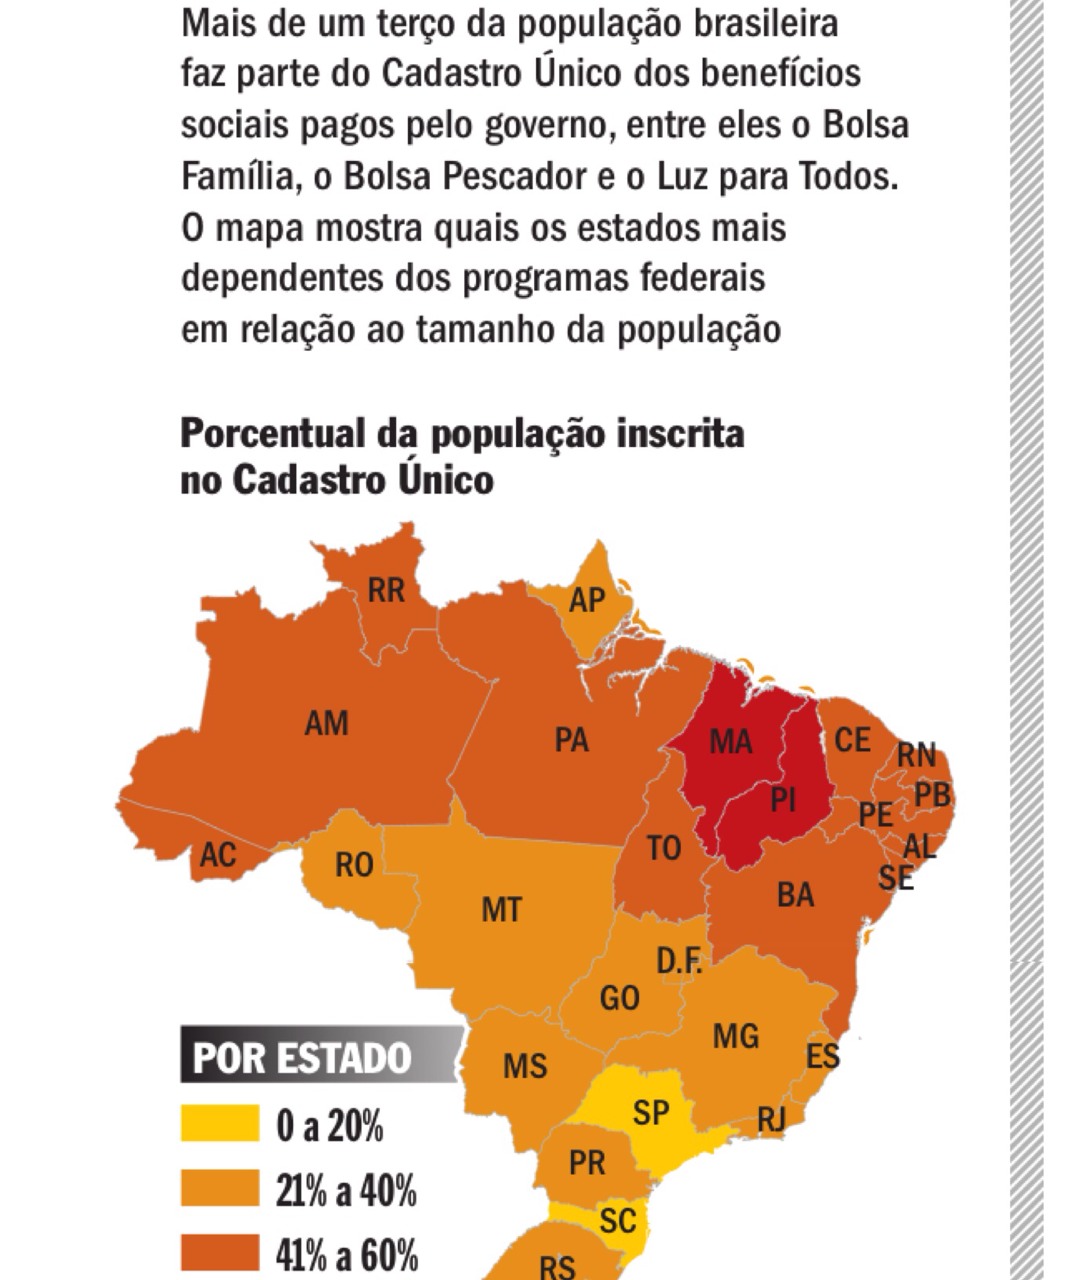 Mais de um terço da população brasileira
faz parte do Cadastro Único dos benefícios
sociais pagos pelo governo, entre eles o Bolsa
Família, o Bolsa Pescador e o Luz para Todos.
O mapa mostra quais os estados mais
dependentes dos programas federais
em relação ao tamanho da população
Porcentual da população inscrita
no Cadastro Único
RR
AP
AM
PA
MA
CE
RN
PI
PB
PE
AC
RO
TO
AL
SE
MT
BA
D.F.
GO
MG
MS
ES
SP
RJ
PR
SC
RS
POR ESTADO
0 a 20%
21% a 40%
41% a 60%